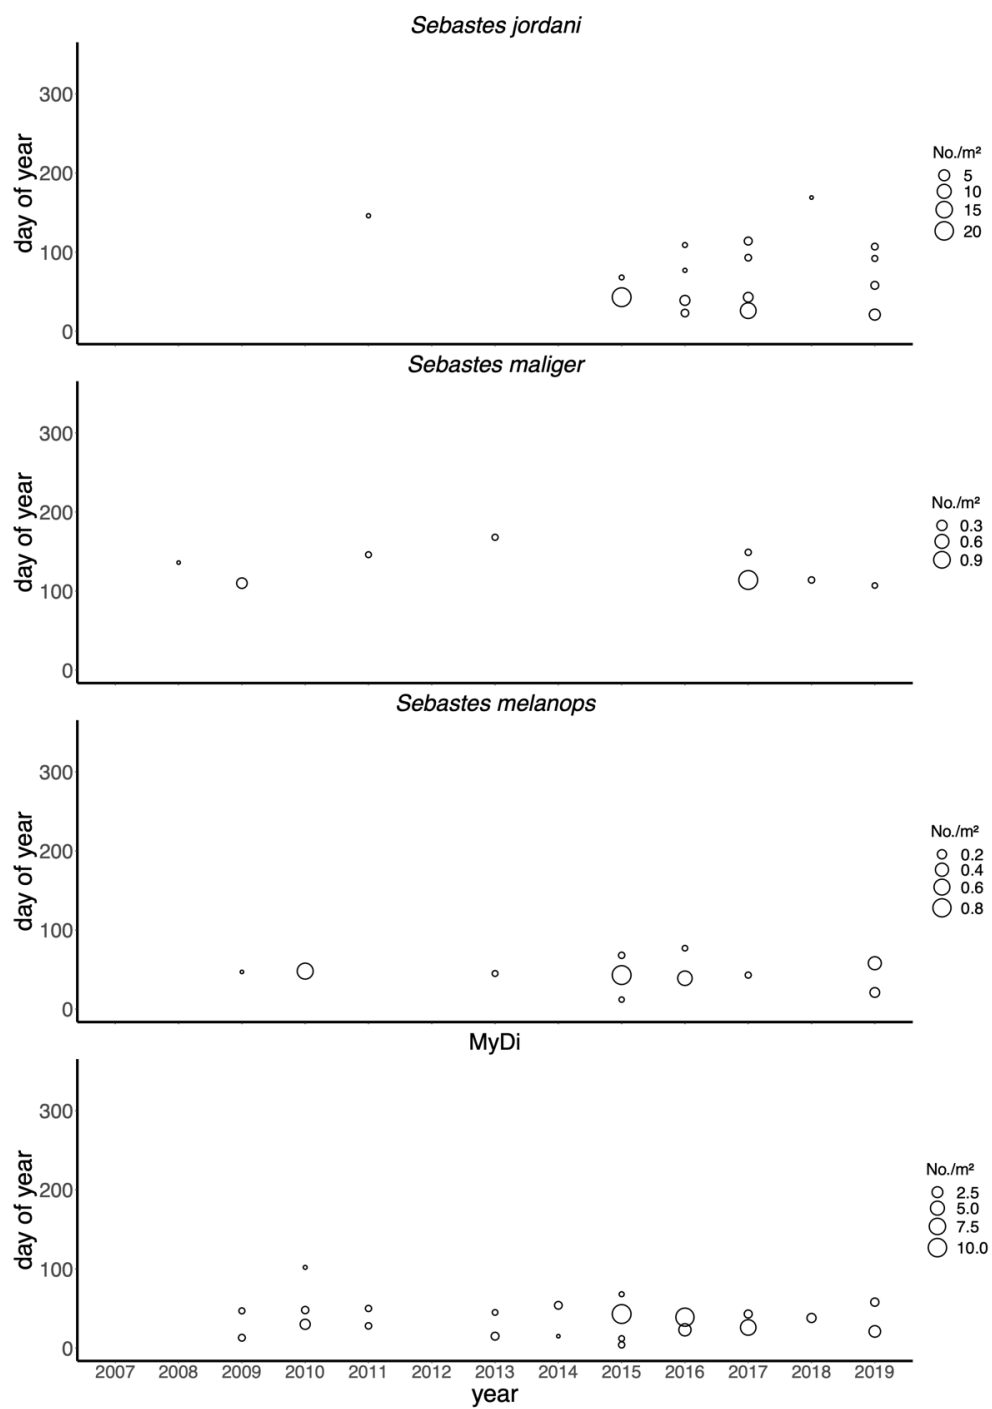 Sebastes jordani
300
200
100
0
day of year
No./m²
5
10
15
20
Sebastes maliger
300
200
100
0
day of year
No./m²
0.3
0.6
0.9
Sebastes melanops
300
200
100
0
day of year
No./m²
0.2
0.4
0.6
0.8
MyDi
300
200
100
0
day of year
No./m²
2.5
5.0
7.5
10.0
2007 2008 2009 2010 2011 2012 2013 2014 2015 2016 2017 2018 2019
year